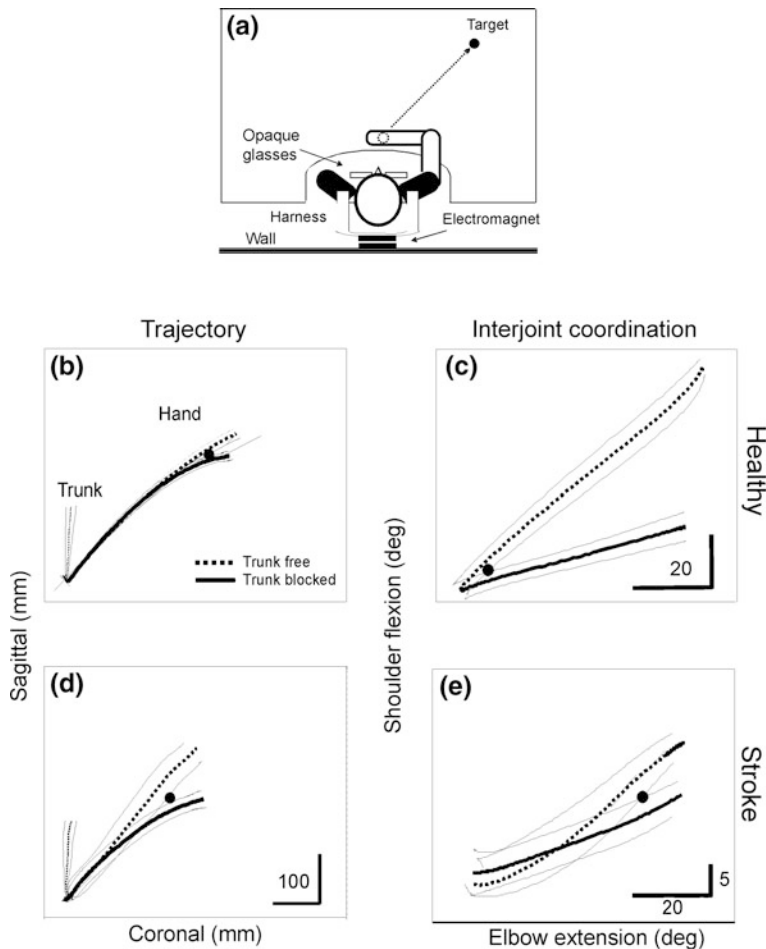 (a)
Target
Opaque
glasses
Harness
Electromagnet
Wall
Trajectory
Interjoint coordination
(b)
Hand
Trunk
Trunk free
Trunk blocked
(c)
20
Healthy
Sagittal (mm)
Shoulder flexion (deg)
(d)
100
(e)
5
20
Stroke
Coronal (mm)
Elbow extension (deg)